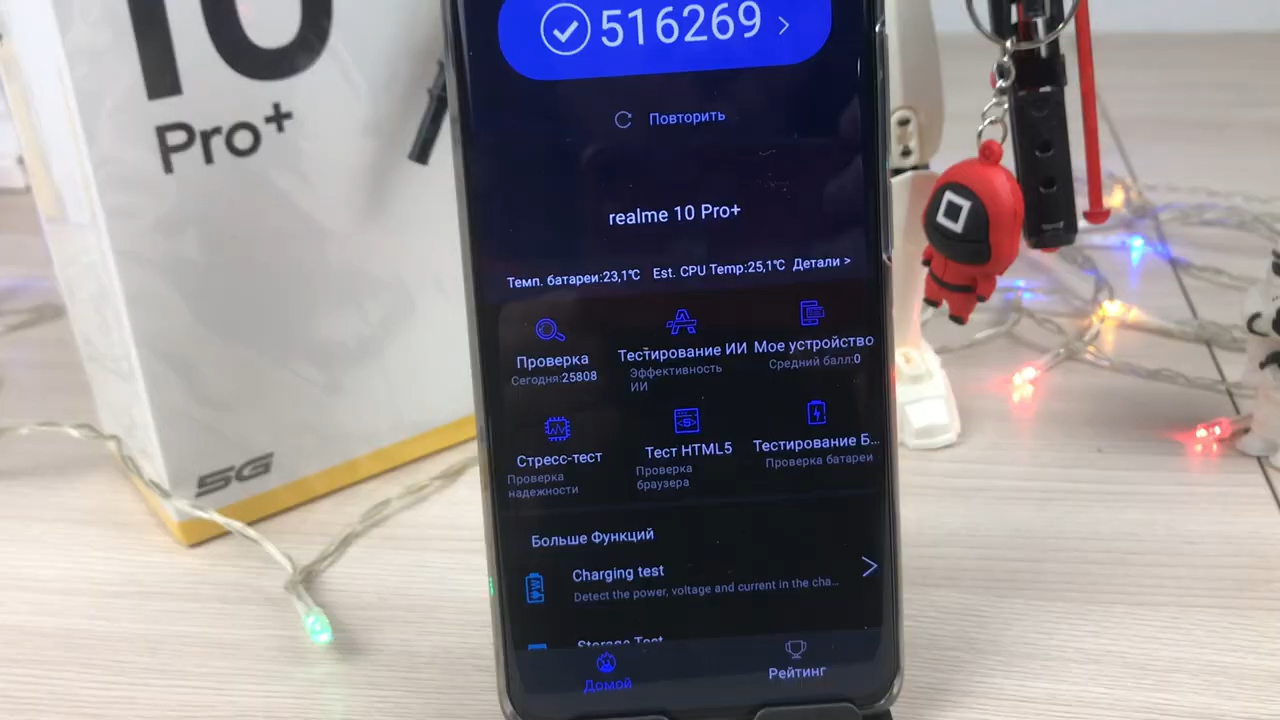 10
Pro+
5G
516269 >
Повторить
realme 10 Pro+
Темп. батареи:23,1℃ Est. CPU Temp:25,1℃ Детали >
Проверка
Сегодня:25808
Тестирование ИИ
Эффективность
ИИ
Мое устройство
Средний балл:0
Стресс-тест
Проверка
надежности
Тест HTML5
Проверка
браузера
Тестирование Б...
Проверка батареи
Больше Функций
Charging test
Detect the power, voltage and current in the cha...
Storage Test
Домой
Рейтинг